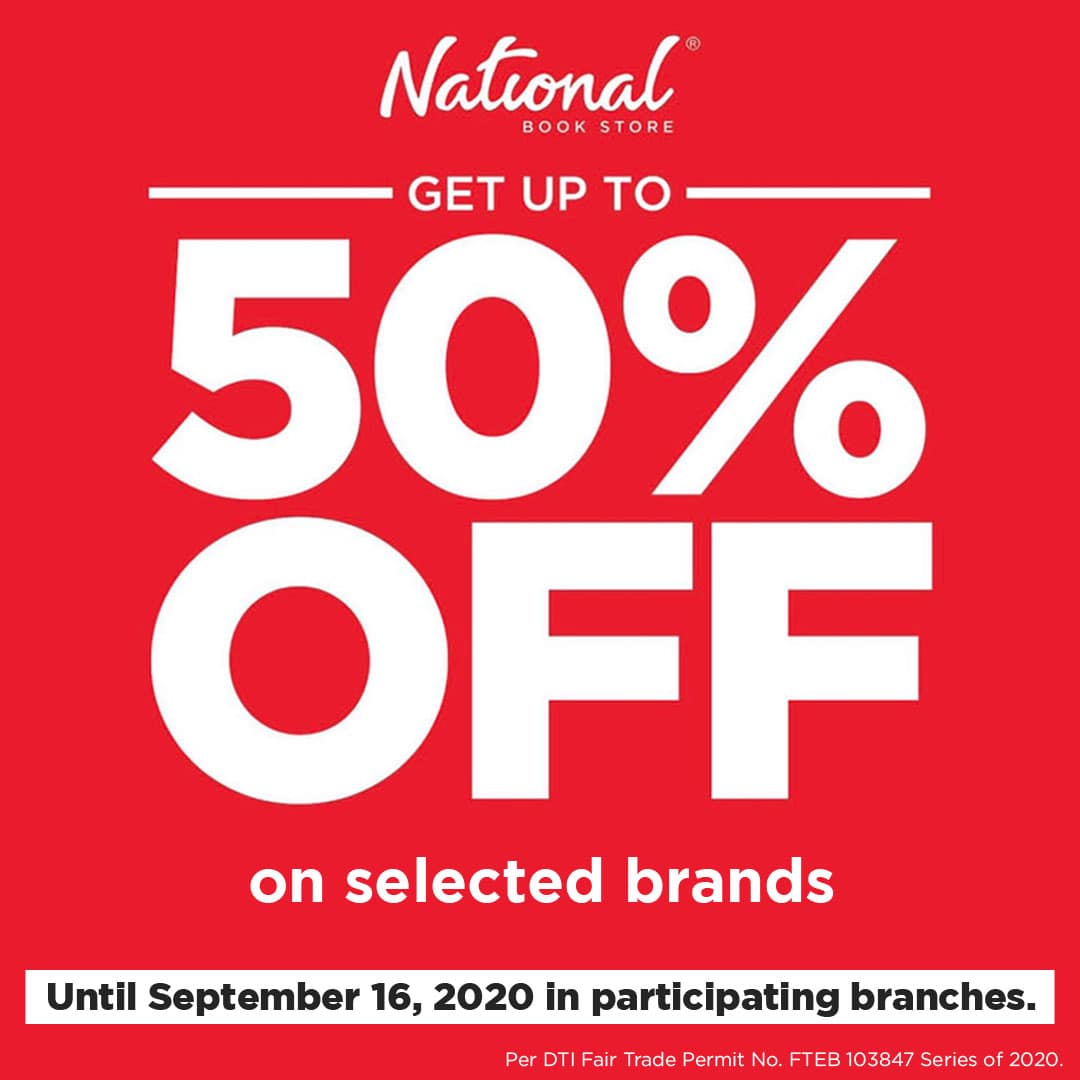 National®
BOOK STORE
GET UP TO
50%
OFF
on selected brands
Until September 16, 2020 in participating branches.
Per DTI Fair Trade Permit No. FTEB 103847 Series of 2020.